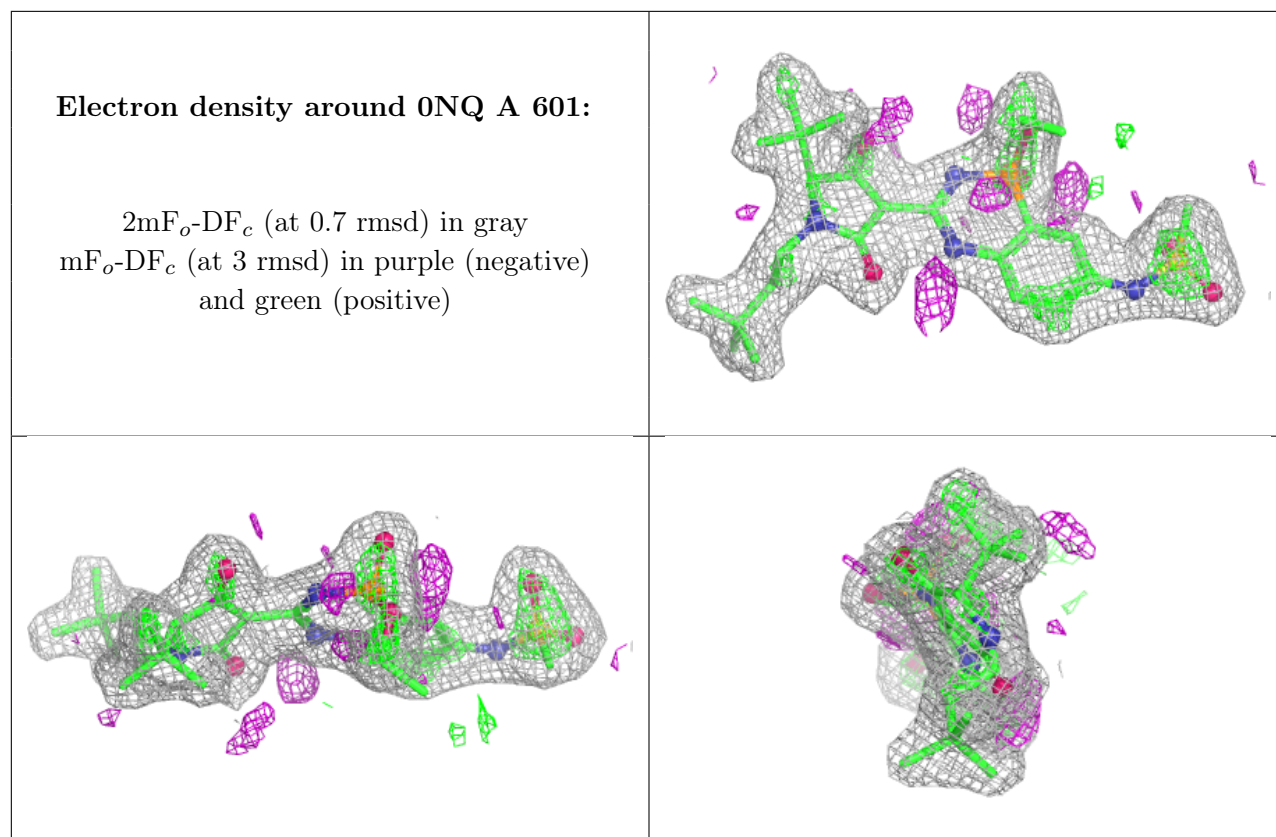 Electron density around 0NQ A 601:
2mFo-DFc (at 0.7 rmsd) in gray
mFo-DFc (at 3 rmsd) in purple (negative)
and green (positive)